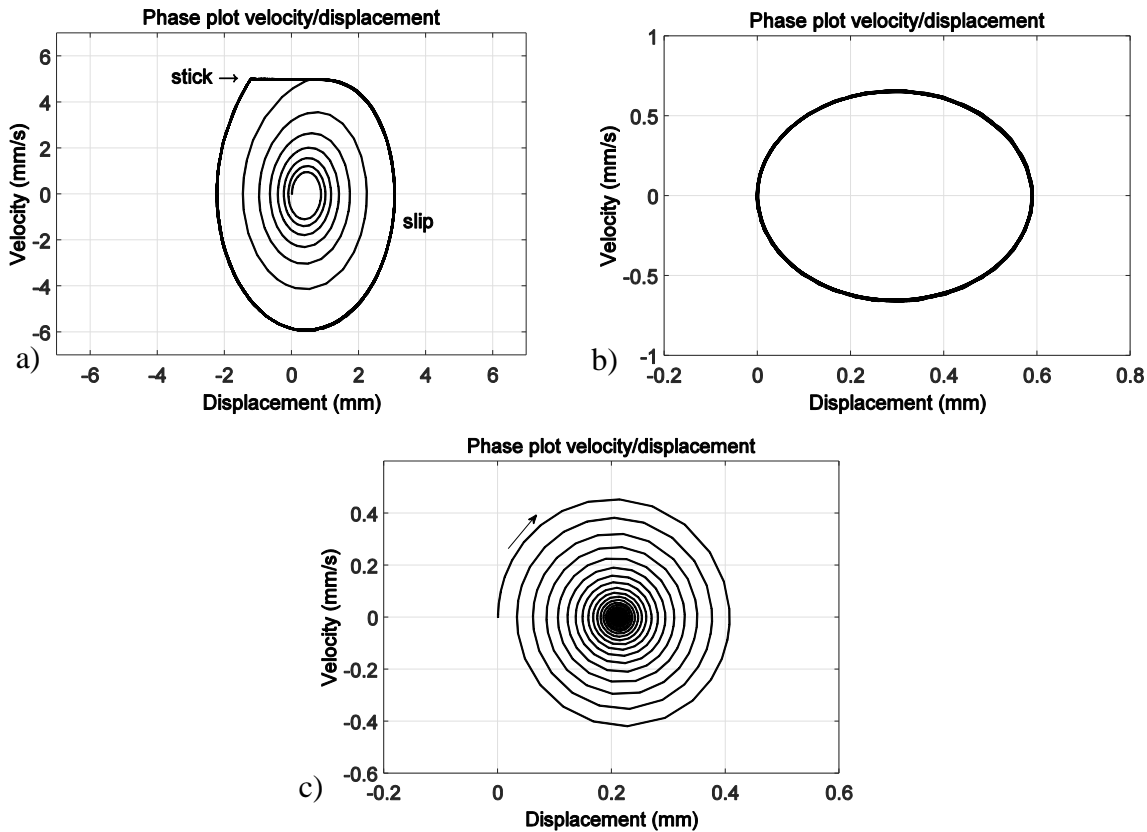 Phase plot velocity/displacement
6
4
2
0
-2
-4
-6
Velocity (mm/s)
stick →
slip
-6 -4 -2 0 2 4 6
Displacement (mm)
a)
Phase plot velocity/displacement
1
0.5
0
-0.5
-1
Velocity (mm/s)
-0.2 0 0.2 0.4 0.6 0.8
Displacement (mm)
b)
Phase plot velocity/displacement
0.4
0.2
0
-0.2
-0.4
-0.6
Velocity (mm/s)
-0.2 0 0.2 0.4 0.6
Displacement (mm)
c)